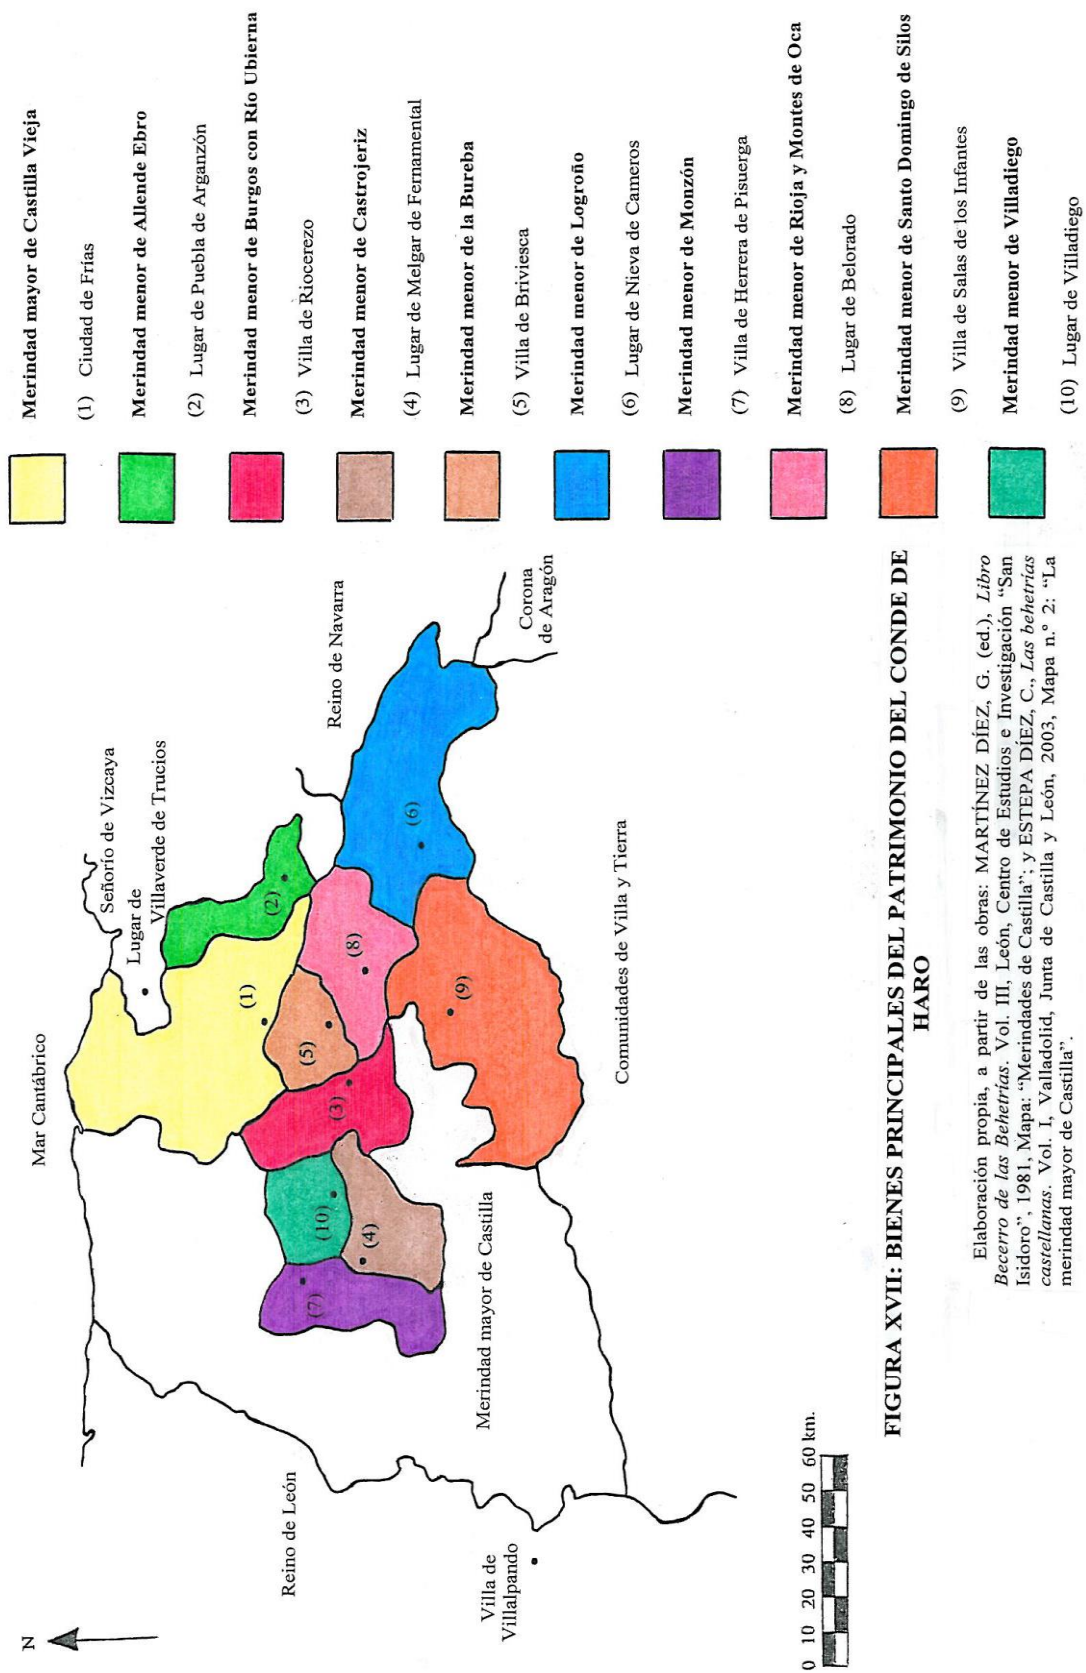 N
Mar Cantábrico
Señorío de Vizcaya
Lugar de
Villaverde de Trucios
Reino de Navarra
Corona
de Aragón
Reino de León
Villa de
Villalpando
Merindad mayor de Castilla
Comunidades de Villa y Tierra
(1)
(2)
(3)
(4)
(5)
(6)
(7)
(8)
(9)
(10)
0 10 20 30 40 50 60 km.
FIGURA XVII: BIENES PRINCIPALES DEL PATRIMONIO DEL CONDE DE
HARO
Elaboración propia, a partir de las obras: MARTÍNEZ DÍEZ, G. (ed.), Libro
Becerro de las Behetrías. Vol. III, León, Centro de Estudios e Investigación “San
Isidoro”, 1981, Mapa: “Merindades de Castilla”; y ESTEPA DÍEZ, C., Las behetrías
castellanas. Vol. I, Valladolid, Junta de Castilla y León, 2003, Mapa n.º 2: “La
merindad mayor de Castilla”.
Merindad mayor de Castilla Vieja
(1) Ciudad de Frías
Merindad menor de Allende Ebro
(2) Lugar de Puebla de Arganzón
Merindad menor de Burgos con Río Ubierna
(3) Villa de Riocerezo
Merindad menor de Castrojeriz
(4) Lugar de Melgar de Fernamental
Merindad menor de la Bureba
(5) Villa de Briviesca
Merindad menor de Logroño
(6) Lugar de Nieva de Cameros
Merindad menor de Monzón
(7) Villa de Herrera de Pisuerga
Merindad menor de Rioja y Montes de Oca
(8) Lugar de Belorado
Merindad menor de Santo Domingo de Silos
(9) Villa de Salas de los Infantes
Merindad menor de Villadiego
(10) Lugar de Villadiego